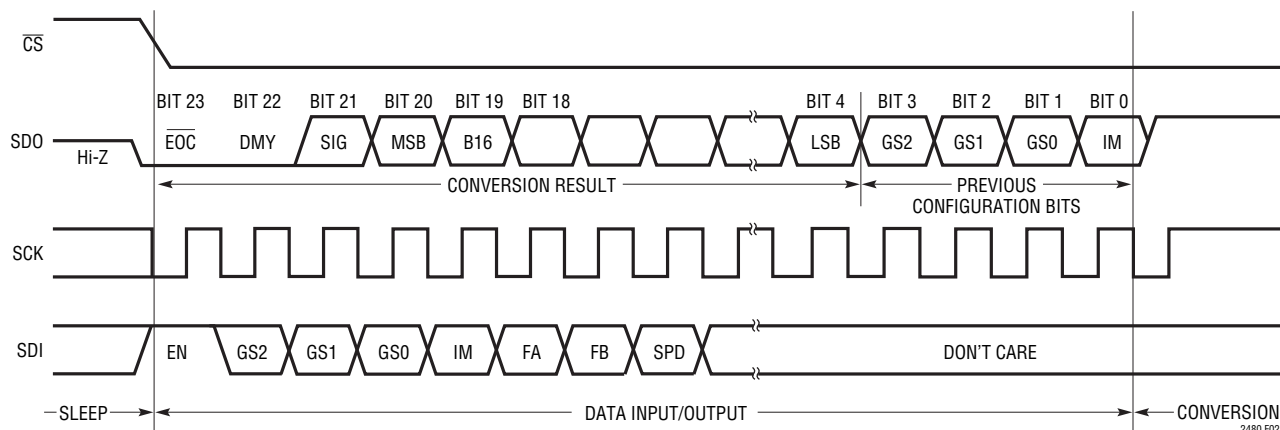 CS
BIT 23 BIT 22 BIT 21 BIT 20 BIT 19 BIT 18 BIT 4 BIT 3 BIT 2 BIT 1 BIT 0
SDO Hi-Z EOC DMY SIG MSB B16 LSB GS2 GS1 GS0 IM
CONVERSION RESULT PREVIOUS
CONFIGURATION BITS
SCK
SDI EN GS2 GS1 GS0 IM FA FB SPD DON'T CARE
SLEEP DATA INPUT/OUTPUT CONVERSION
2480 F02